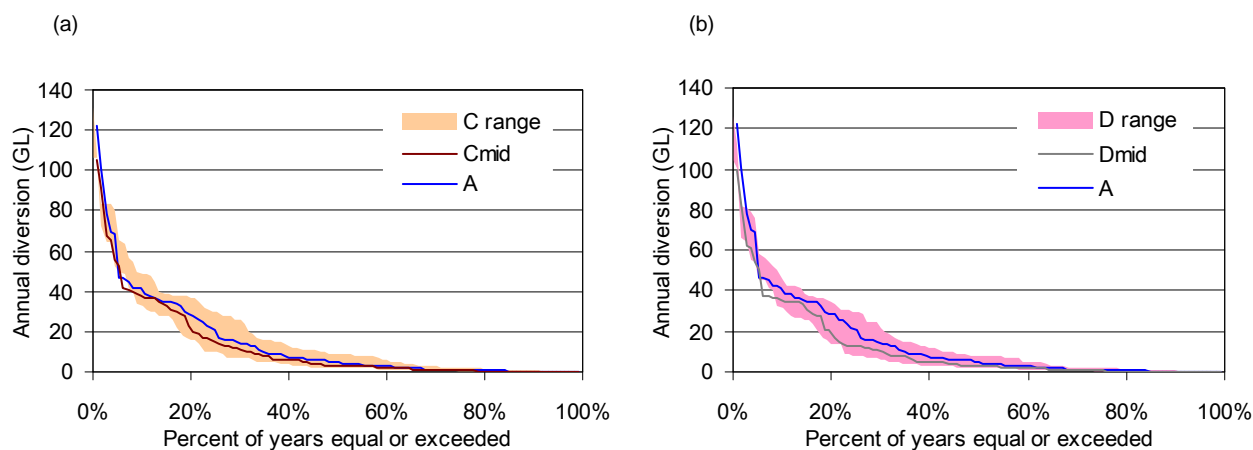 (a)
140
120
100
80
60
40
20
0
Annual diversion (GL)
C range
Cmid
A
0% 20% 40% 60% 80% 100%
Percent of years equal or exceeded
(b)
140
120
100
80
60
40
20
0
Annual diversion (GL)
D range
Dmid
A
0% 20% 40% 60% 80% 100%
Percent of years equal or exceeded